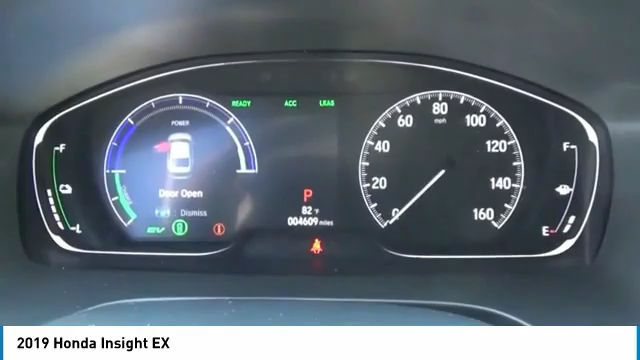 READY ACC LKAS
POWER
Door Open
Dismiss
EV
P
82 °F
004609 miles
F
L
0 20 40 60 80 100 120 140 160
mph
F
E
2019 Honda Insight EX